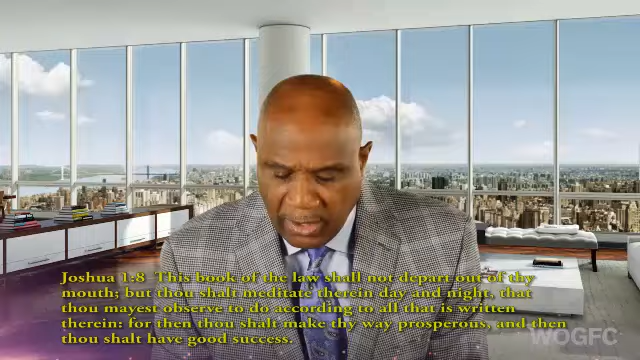 Joshua 1:8 This book of the law shall not depart out of thy
mouth; but thou shalt meditate therein day and night, that
thou mayest observe to do according to all that is written
therein: for then thou shalt make thy way prosperous, and then
thou shalt have good success.
WOGFC